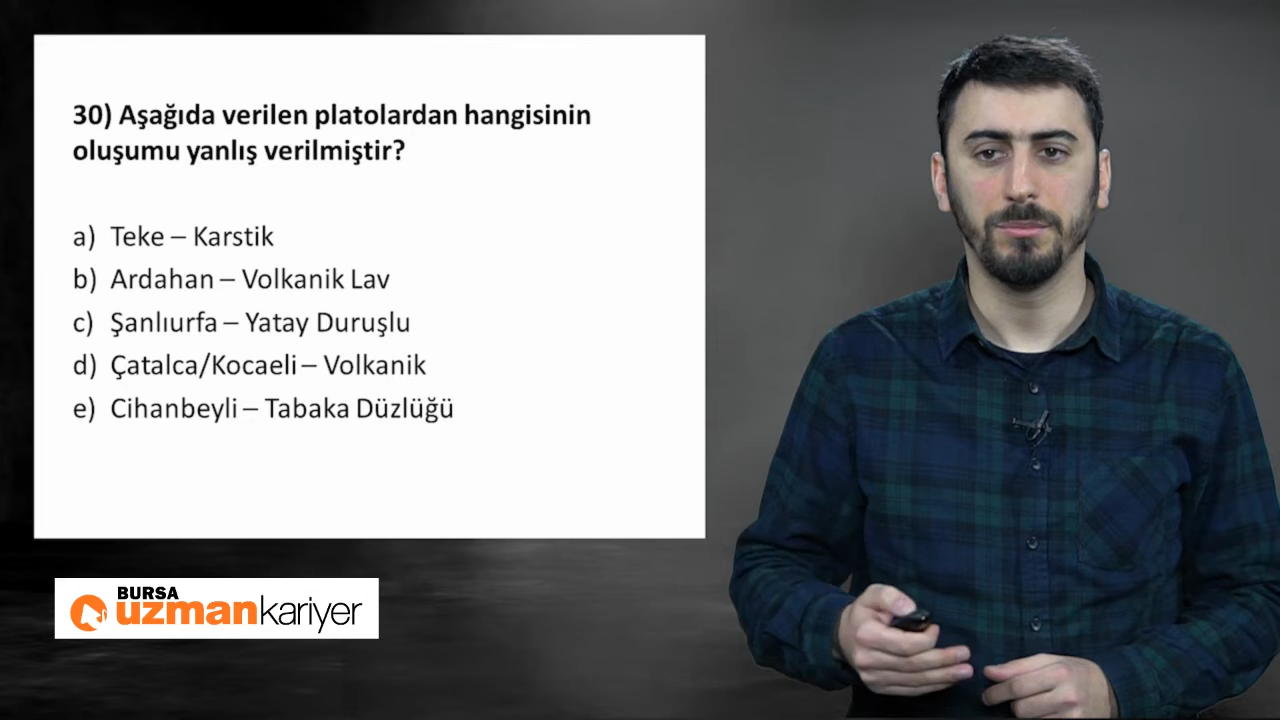 30) Aşağıda verilen platolardan hangisinin
oluşumu yanlış verilmiştir?
a) Teke – Karstik
b) Ardahan – Volkanik Lav
c) Şanlıurfa – Yatay Duruşlu
d) Çatalca/Kocaeli – Volkanik
e) Cihanbeyli – Tabaka Düzlüğü
BURSA
uzmankariyer